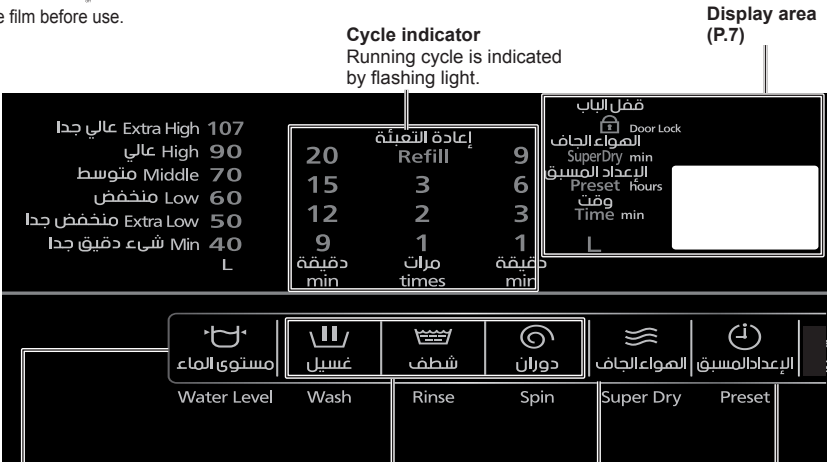 e film before use.
Display area
(P.7)
Cycle indicator
Running cycle is indicated
by flashing light.
عالي جدا Extra High 107
عالي High 90
متوسط Middle 70
منخفض Low 60
منخفض جدا Extra Low 50
شىء دقيق جدا Min 40
L
إعادة التعبئة
20 Refill 9
15 3 6
12 2 3
9 1 1
دقيقة مرات دقيقة
min times min
قفل الباب
Door Lock
الهواء الجاف
SuperDry min
الإعداد المسبق
Preset hours
وقت
Time min
L
مستوى الماء غسيل شطف دوران الهواءالجاف الإعدادالمسبق
Water Level Wash Rinse Spin Super Dry Preset